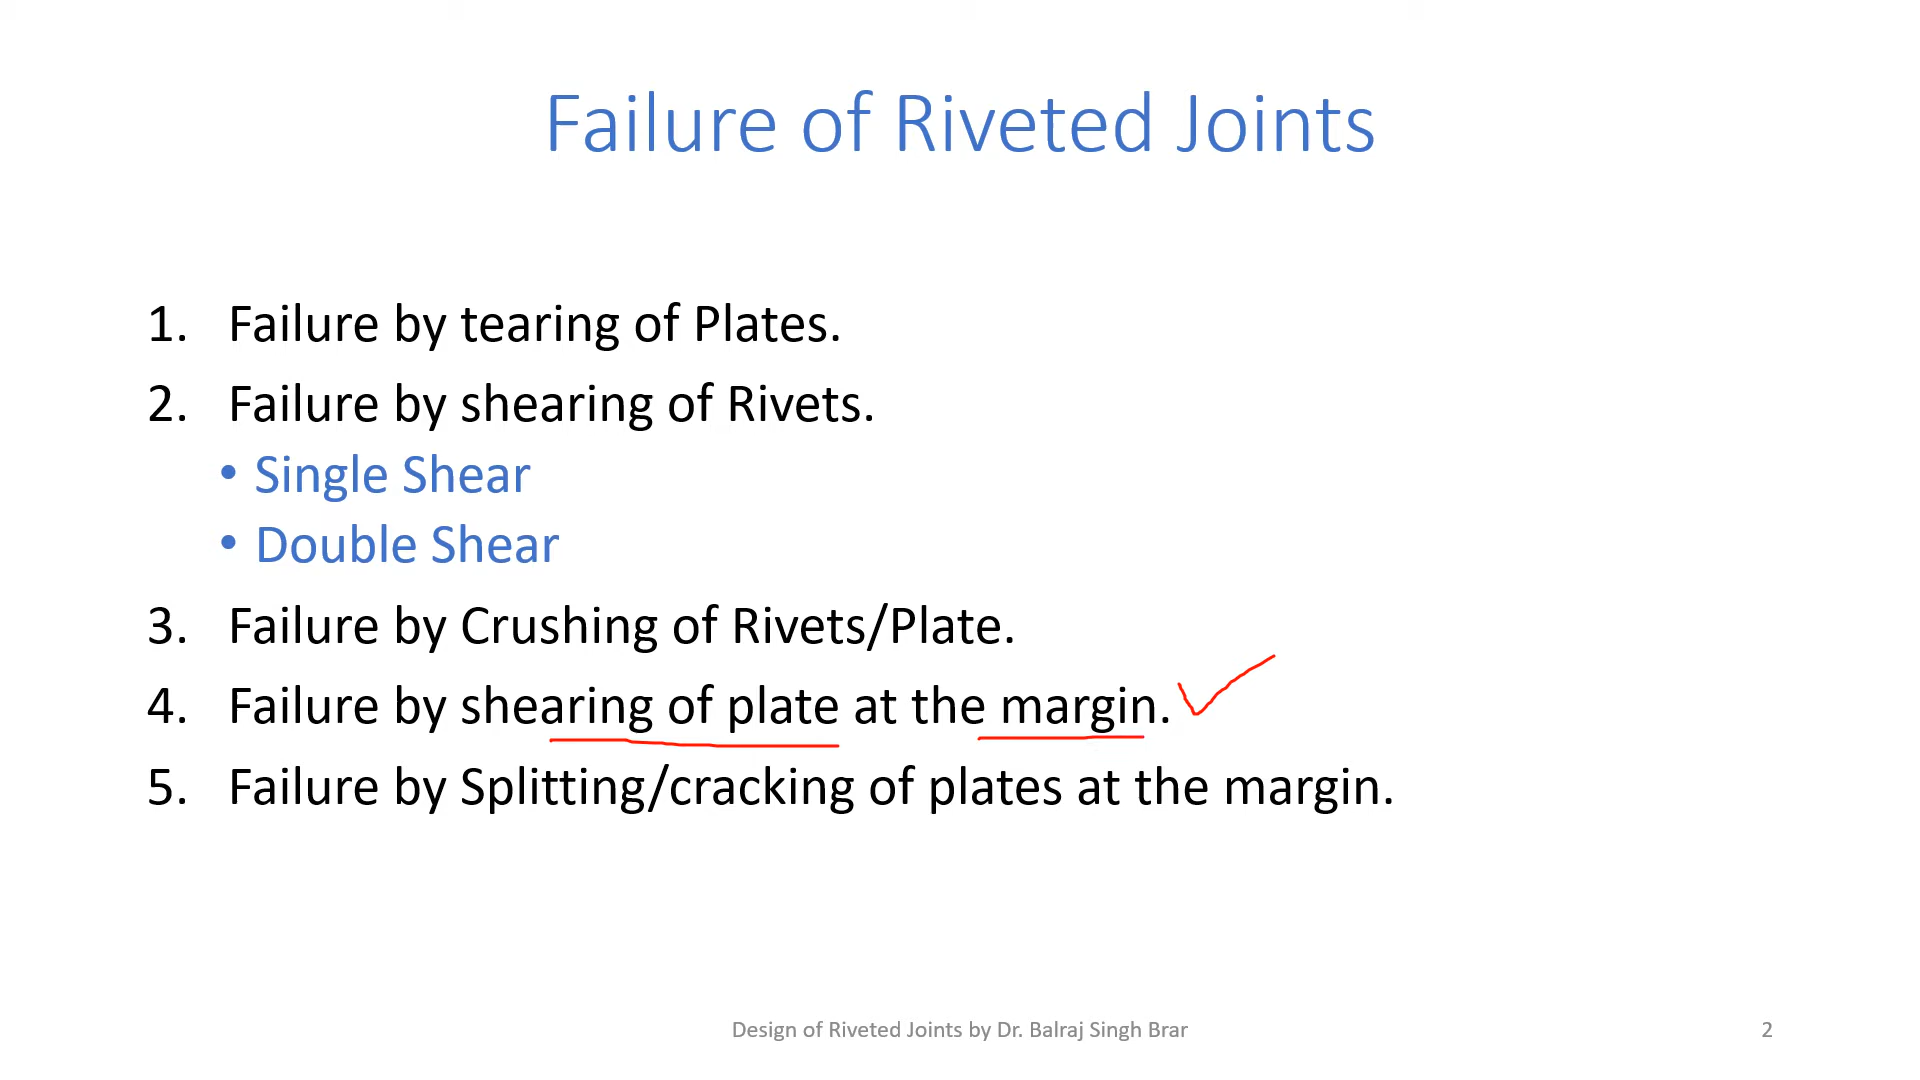 Failure of Riveted Joints
1. Failure by tearing of Plates.
2. Failure by shearing of Rivets.
• Single Shear
• Double Shear
3. Failure by Crushing of Rivets/Plate.
4. Failure by shearing of plate at the margin.
5. Failure by Splitting/cracking of plates at the margin.
Design of Riveted Joints by Dr. Balraj Singh Brar
2